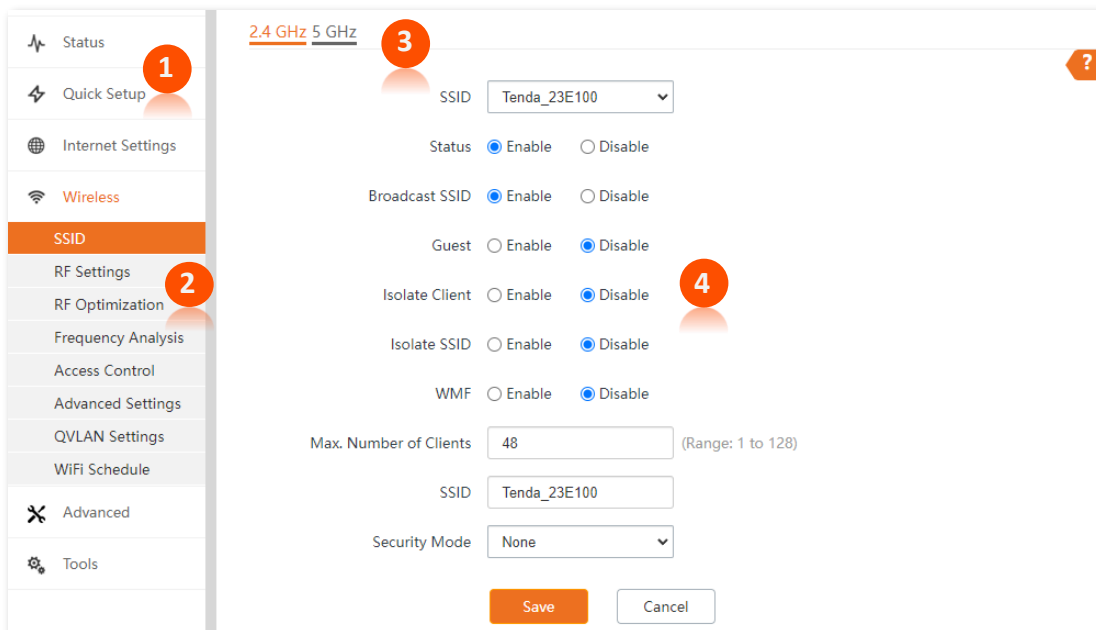 Status
1
Quick Setup
Internet Settings
Wireless
SSID
RF Settings
2
RF Optimization
Frequency Analysis
Access Control
Advanced Settings
QVLAN Settings
WiFi Schedule
Advanced
Tools
2.4 GHz 5 GHz
3
?
SSID Tenda_23E100
Status Enable Disable
Broadcast SSID Enable Disable
Guest Enable Disable
4
Isolate Client Enable Disable
Isolate SSID Enable Disable
WMF Enable Disable
Max. Number of Clients 48 (Range: 1 to 128)
SSID Tenda_23E100
Security Mode None
Save Cancel